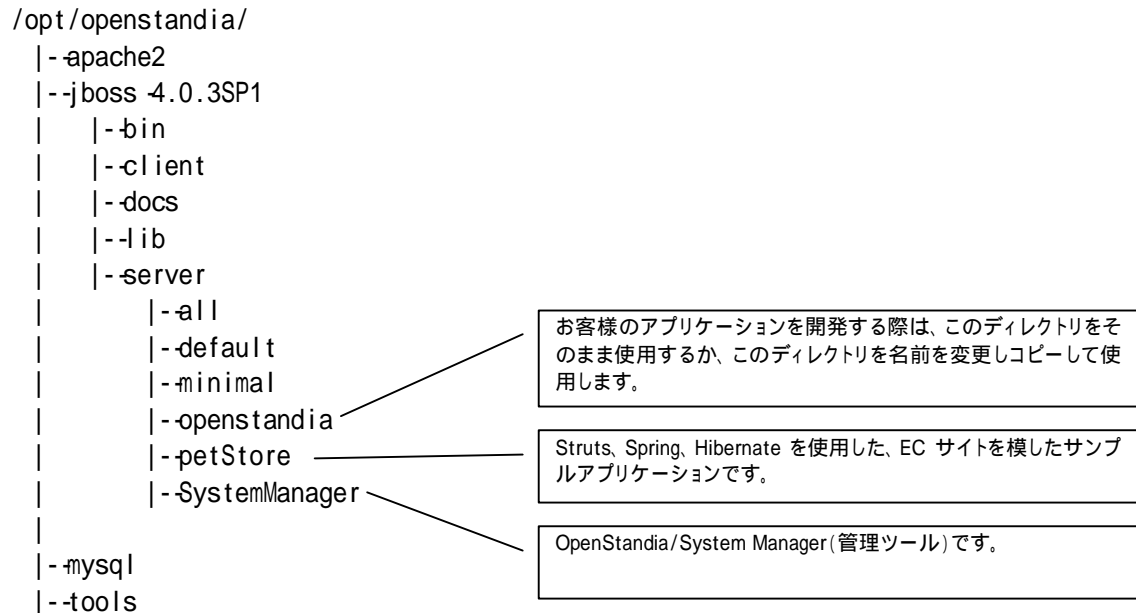 /opt/openstandia/
|--apache2
|--jboss-4.0.3SP1
| |--bin
| |--client
| |--docs
| |--lib
| |--server
| |--all
| |--default
| |--minimal
| |--openstandia
| |--petStore
| |--SystemManager
|
|--mysql
|--tools
お客様のアプリケーションを開発する際は、このディレクトリをそ
のまま使用するか、このディレクトリを名前を変更しコピーして使
用します。
Struts、Spring、Hibernate を使用した、EC サイトを模したサンプ
ルアプリケーションです。
OpenStandia/System Manager(管理ツール)です。